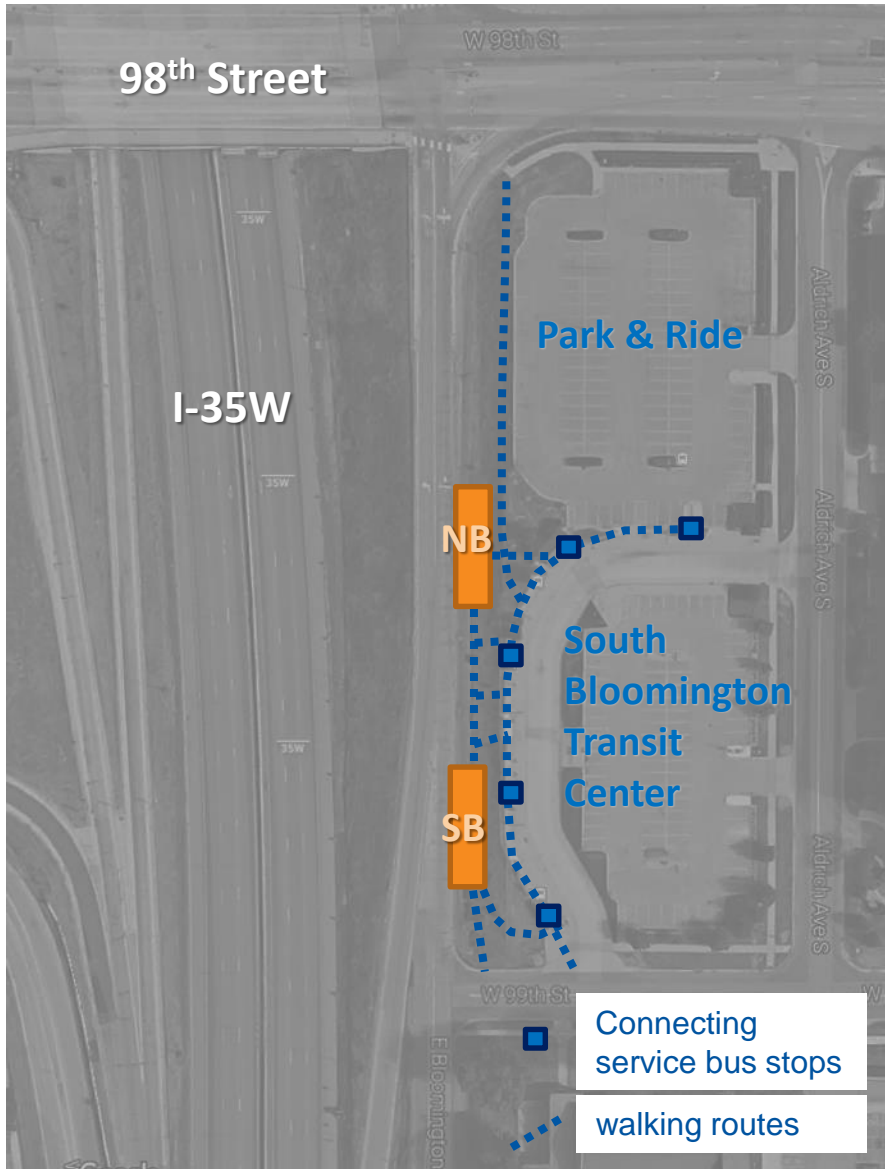 W 98th St
98th Street
35W
Aldrich Ave S
Park & Ride
I-35W
35W
NB
Aldrich Ave S
South
Bloomington
Transit
Center
35W
SB
Aldrich Ave S
W 99th St
W
E Bloomington
Connecting
service bus stops
walking routes
Google